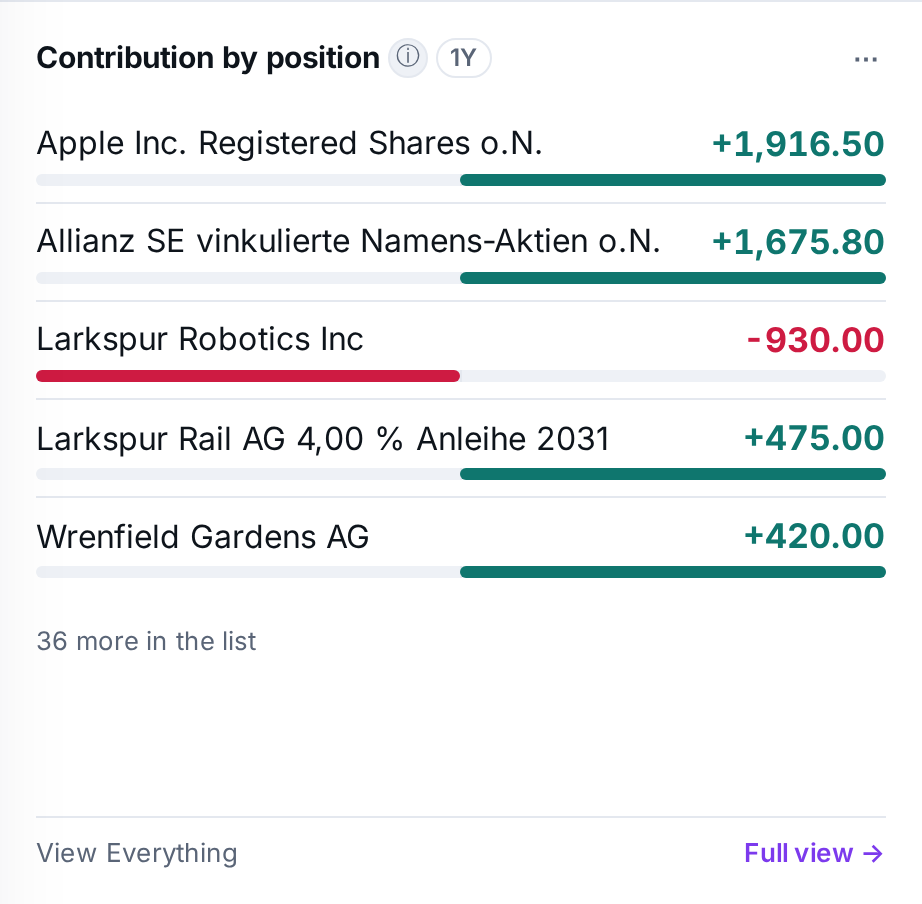 Contribution by position ⓘ 1Y ...
Apple Inc. Registered Shares o.N. +1,916.50
Allianz SE vinkulierte Namens-Aktien o.N. +1,675.80
Larkspur Robotics Inc -930.00
Larkspur Rail AG 4,00 % Anleihe 2031 +475.00
Wrenfield Gardens AG +420.00
36 more in the list
View Everything Full view →